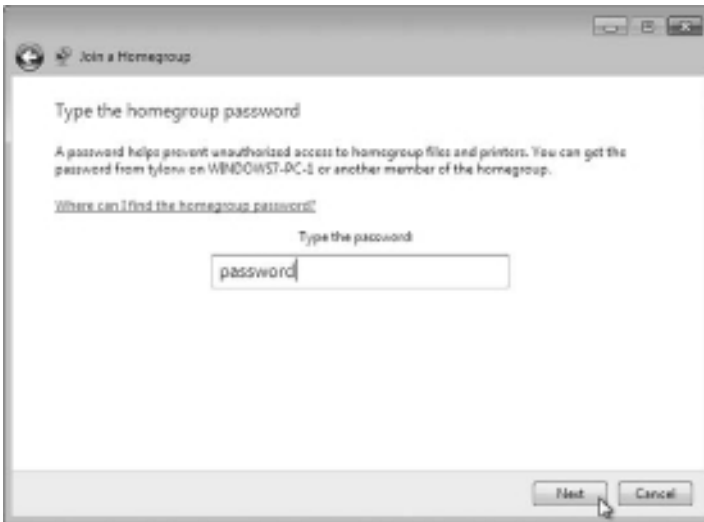 Join a Homegroup
Type the homegroup password
A password helps prevent unauthorized access to homegroup files and printers. You can get the
password from tylerw on WINDOWS7-PC-1 or another member of the homegroup.
Where can I find the homegroup password?
Type the password:
password
Next
Cancel